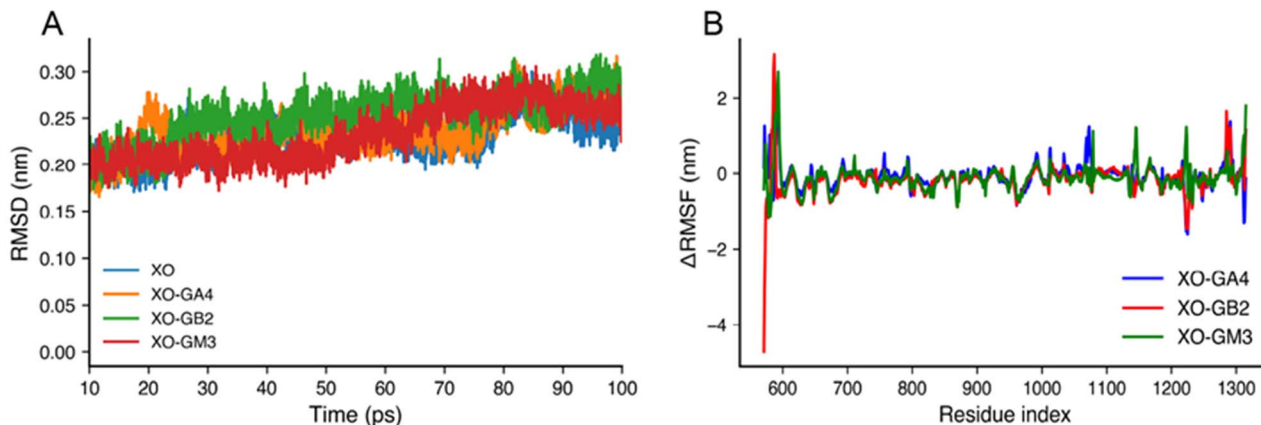 A
RMSD (nm)
0.30
0.25
0.20
0.15
0.10
0.05
0.00
XO
XO-GA4
XO-GB2
XO-GM3
10 20 30 40 50 60 70 80 90 100
Time (ps)
B
ΔRMSF (nm)
2
0
−2
−4
XO-GA4
XO-GB2
XO-GM3
600 700 800 900 1000 1100 1200 1300
Residue index